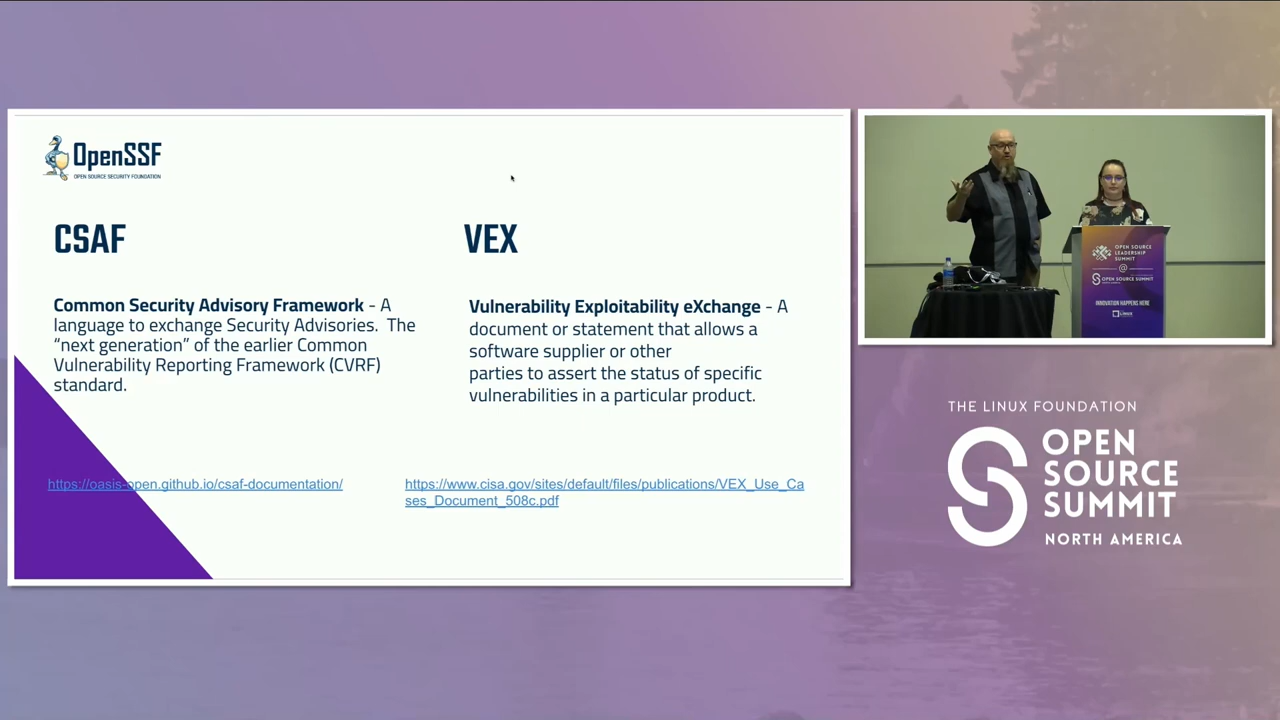 OpenSSF
OPEN SOURCE SECURITY FOUNDATION
CSAF
Common Security Advisory Framework - A
language to exchange Security Advisories.  The
“next generation” of the earlier Common
Vulnerability Reporting Framework (CVRF)
standard.
https://oasis-open.github.io/csaf-documentation/
VEX
Vulnerability Exploitability eXchange - A
document or statement that allows a
software supplier or other
parties to assert the status of specific
vulnerabilities in a particular product.
https://www.cisa.gov/sites/default/files/publications/VEX_Use_Ca
ses_Document_508c.pdf
OPEN SOURCE
LEADERSHIP
SUMMIT
@
OPEN SOURCE SUMMIT
INNOVATION HAPPENS HERE
THE LINUX FOUNDATION
OPEN
SOURCE
SUMMIT
NORTH AMERICA